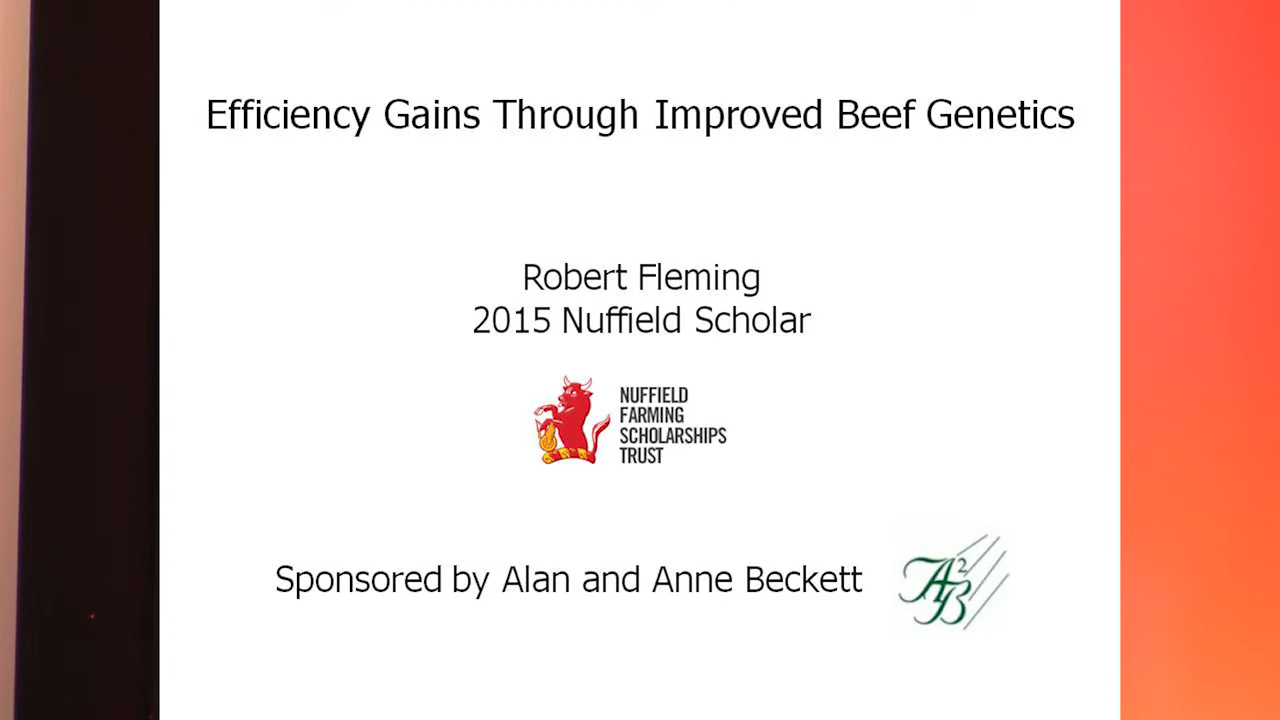 Efficiency Gains Through Improved Beef Genetics
Robert Fleming
2015 Nuffield Scholar
NUFFIELD
FARMING
SCHOLARSHIPS
TRUST
Sponsored by Alan and Anne Beckett
A2B